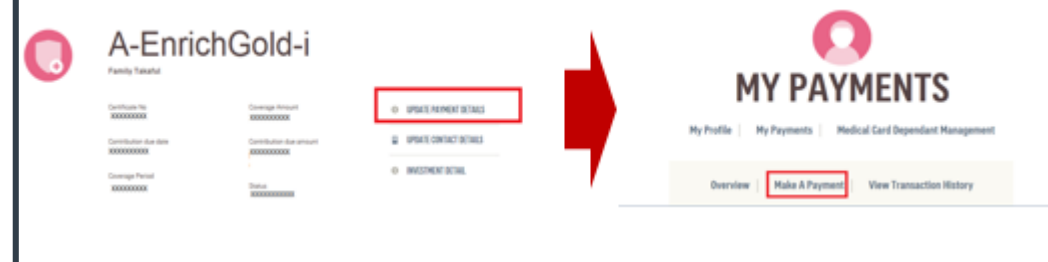 A-EnrichGold-i
Family Takaful
Certificate No
XXXXXXXXX
Coverage Amount
XXXXXXXXXX
UPDATE PAYMENT DETAILS
Contribution due date
XXXXXXXXXX
Contribution due amount
XXXXXXXXXX
UPDATE CONTACT DETAILS
Coverage Period
XXXXXXXXX
Status
XXXXXXXXXXX
INVESTMENT DETAIL
MY PAYMENTS
My Profile | My Payments | Medical Card Dependant Management
Overview | Make A Payment | View Transaction History